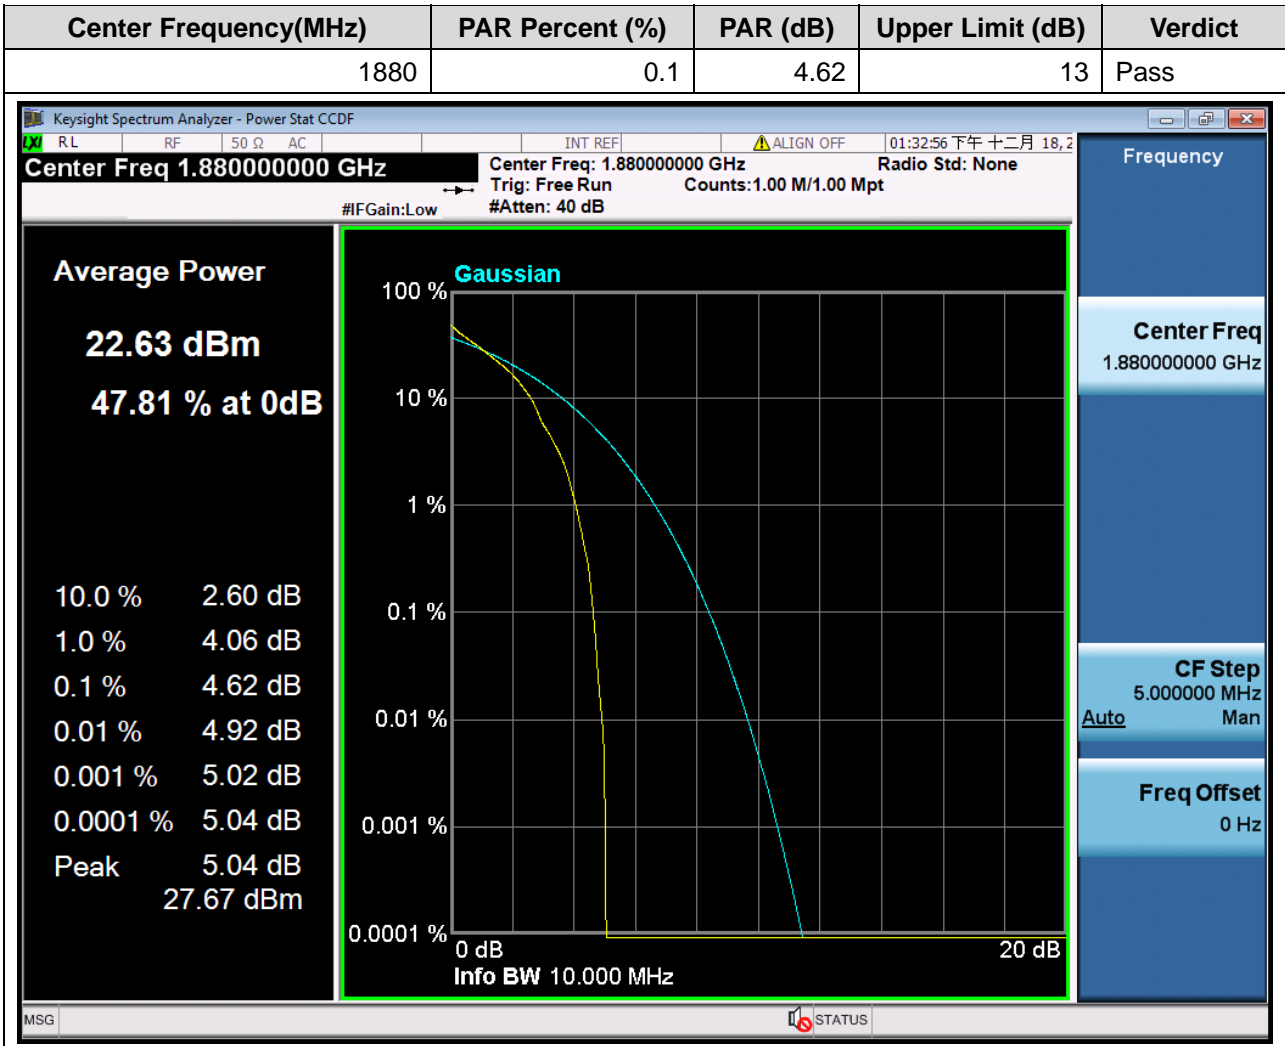 Center Frequency(MHz) PAR Percent (%) PAR (dB) Upper Limit (dB) Verdict
1880 0.1 4.62 13 Pass
Keysight Spectrum Analyzer - Power Stat CCDF
LXI RL RF 50 Ω AC INT REF ALIGN OFF 01:32:56 下午 十二月 18, 2
Center Freq 1.880000000 GHz
Center Freq: 1.880000000 GHz Radio Std: None
Trig: Free Run Counts:1.00 M/1.00 Mpt
#IFGain:Low #Atten: 40 dB
Frequency
Average Power
22.63 dBm
47.81 % at 0dB
10.0 % 2.60 dB
1.0 % 4.06 dB
0.1 % 4.62 dB
0.01 % 4.92 dB
0.001 % 5.02 dB
0.0001 % 5.04 dB
Peak 5.04 dB
27.67 dBm
Gaussian
100 %
10 %
1 %
0.1 %
0.01 %
0.001 %
0.0001 %
0 dB 20 dB
Info BW 10.000 MHz
Center Freq
1.880000000 GHz
CF Step
5.000000 MHz
Auto Man
Freq Offset
0 Hz
MSG STATUS